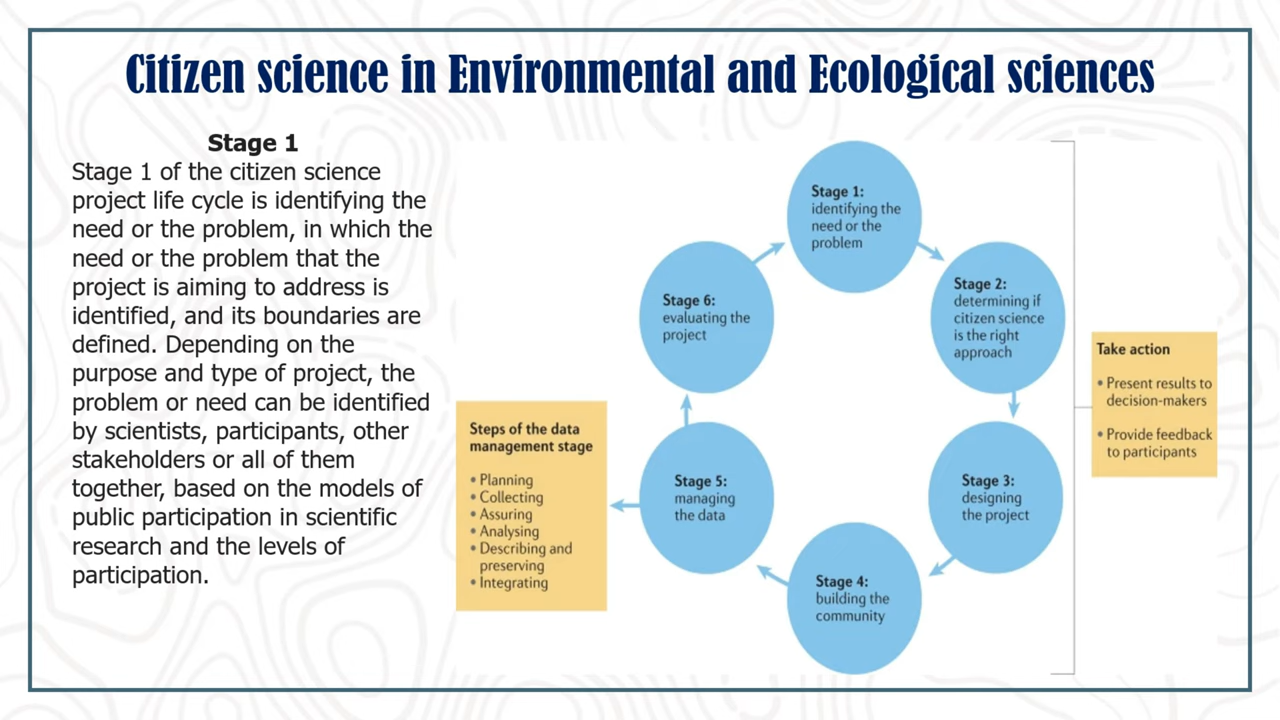 Citizen science in Environmental and Ecological sciences
Stage 1
Stage 1 of the citizen science
project life cycle is identifying the
need or the problem, in which the
need or the problem that the
project is aiming to address is
identified, and its boundaries are
defined. Depending on the
purpose and type of project, the
problem or need can be identified
by scientists, participants, other
stakeholders or all of them
together, based on the models of
public participation in scientific
research and the levels of
participation.
Stage 1:
identifying the
need or the
problem
Stage 2:
determining if
citizen science
is the right
approach
Stage 3:
designing
the project
Stage 4:
building the
community
Stage 5:
managing
the data
Stage 6:
evaluating the
project
Steps of the data
management stage
• Planning
• Collecting
• Assuring
• Analysing
• Describing and
preserving
• Integrating
Take action
• Present results to
decision-makers
• Provide feedback
to participants